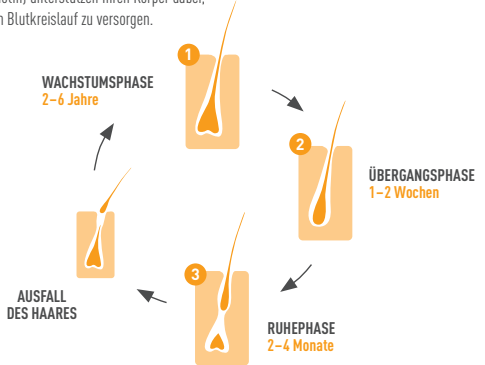 unterstützen Ihren Körper dabei,
Blutkreislauf zu versorgen.
1
WACHSTUMSPHASE
2–6 Jahre
2
ÜBERGANGSPHASE
1–2 Wochen
3
RUHEPHASE
2–4 Monate
AUSFALL
DES HAARES